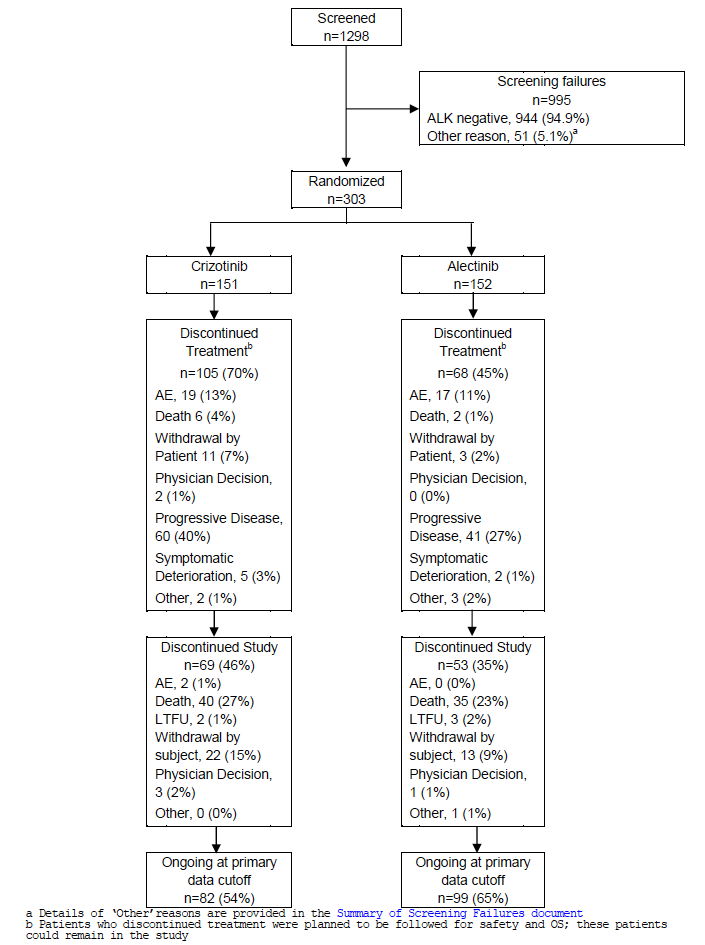 Screened
n=1298
Screening failures
n=995
ALK negative, 944 (94.9%)
Other reason, 51 (5.1%)a
Randomized
n=303
Crizotinib
n=151
Alectinib
n=152
Discontinued
Treatmentb
n=105 (70%)
AE, 19 (13%)
Death 6 (4%)
Withdrawal by
Patient 11 (7%)
Physician Decision,
2 (1%)
Progressive Disease,
60 (40%)
Symptomatic
Deterioration, 5 (3%)
Other, 2 (1%)
Discontinued
Treatmentb
n=68 (45%)
AE, 17 (11%)
Death, 2 (1%)
Withdrawal by
Patient, 3 (2%)
Physician Decision,
0 (0%)
Progressive
Disease, 41 (27%)
Symptomatic
Deterioration, 2 (1%)
Other, 3 (2%)
Discontinued Study
n=69 (46%)
AE, 2 (1%)
Death, 40 (27%)
LTFU, 2 (1%)
Withdrawal by
subject, 22 (15%)
Physician Decision,
3 (2%)
Other, 0 (0%)
Discontinued Study
n=53 (35%)
AE, 0 (0%)
Death, 35 (23%)
LTFU, 3 (2%)
Withdrawal by
subject, 13 (9%)
Physician Decision,
1 (1%)
Other, 1 (1%)
Ongoing at primary
data cutoff
n=82 (54%)
Ongoing at primary
data cutoff
n=99 (65%)
a Details of ‘Other’ reasons are provided in the Summary of Screening Failures document
b Patients who discontinued treatment were planned to be followed for safety and OS; these patients
could remain in the study